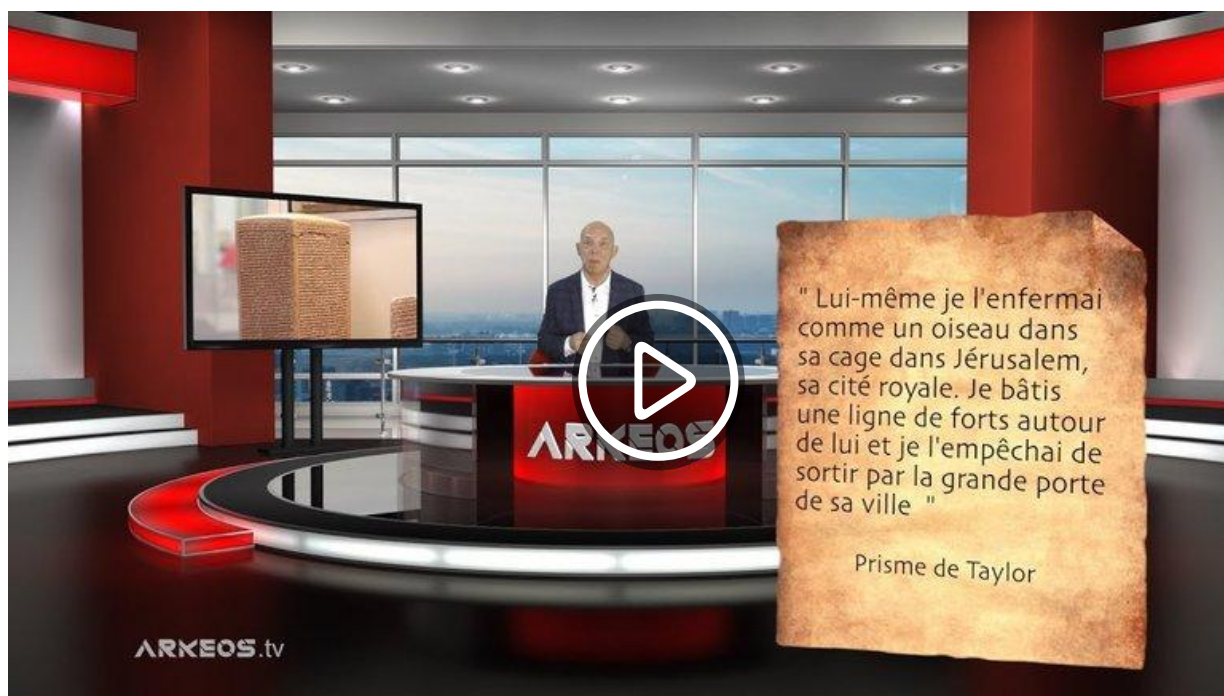 " Lui-même je l'enfermai
comme un oiseau dans
sa cage dans Jérusalem,
sa cité royale. Je bâtis
une ligne de forts autour
de lui et je l'empêchai de
sortir par la grande porte
de sa ville "
Prisme de Taylor
ARKEOS
ARKEOS.tv